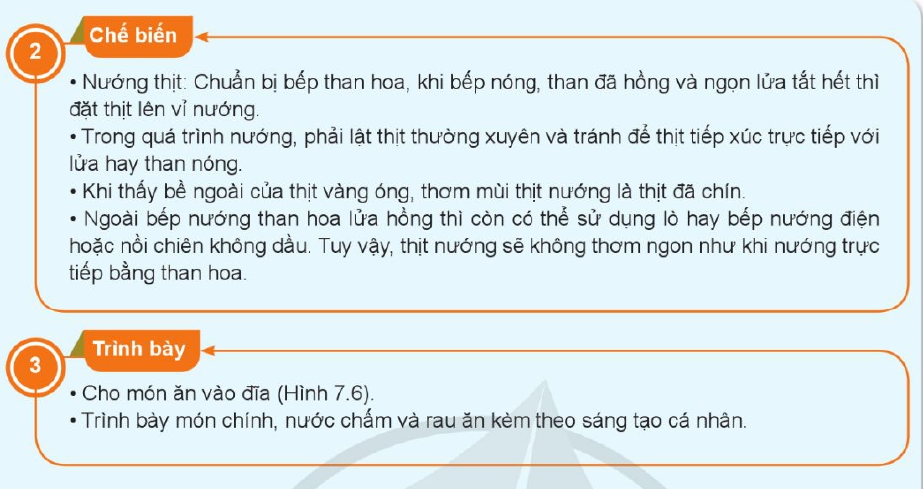 2
Chế biến
• Nướng thịt: Chuẩn bị bếp than hoa, khi bếp nóng, than đã hồng và ngọn lửa tắt hết thì
đặt thịt lên vỉ nướng.
• Trong quá trình nướng, phải lật thịt thường xuyên và tránh để thịt tiếp xúc trực tiếp với
lửa hay than nóng.
• Khi thấy bề ngoài của thịt vàng óng, thơm mùi thịt nướng là thịt đã chín.
• Ngoài bếp nướng than hoa lửa hồng thì còn có thể sử dụng lò hay bếp nướng điện
hoặc nồi chiên không dầu. Tuy vậy, thịt nướng sẽ không thơm ngon như khi nướng trực
tiếp bằng than hoa.
3
Trình bày
• Cho món ăn vào đĩa (Hình 7.6).
• Trình bày món chính, nước chấm và rau ăn kèm theo sáng tạo cá nhân.